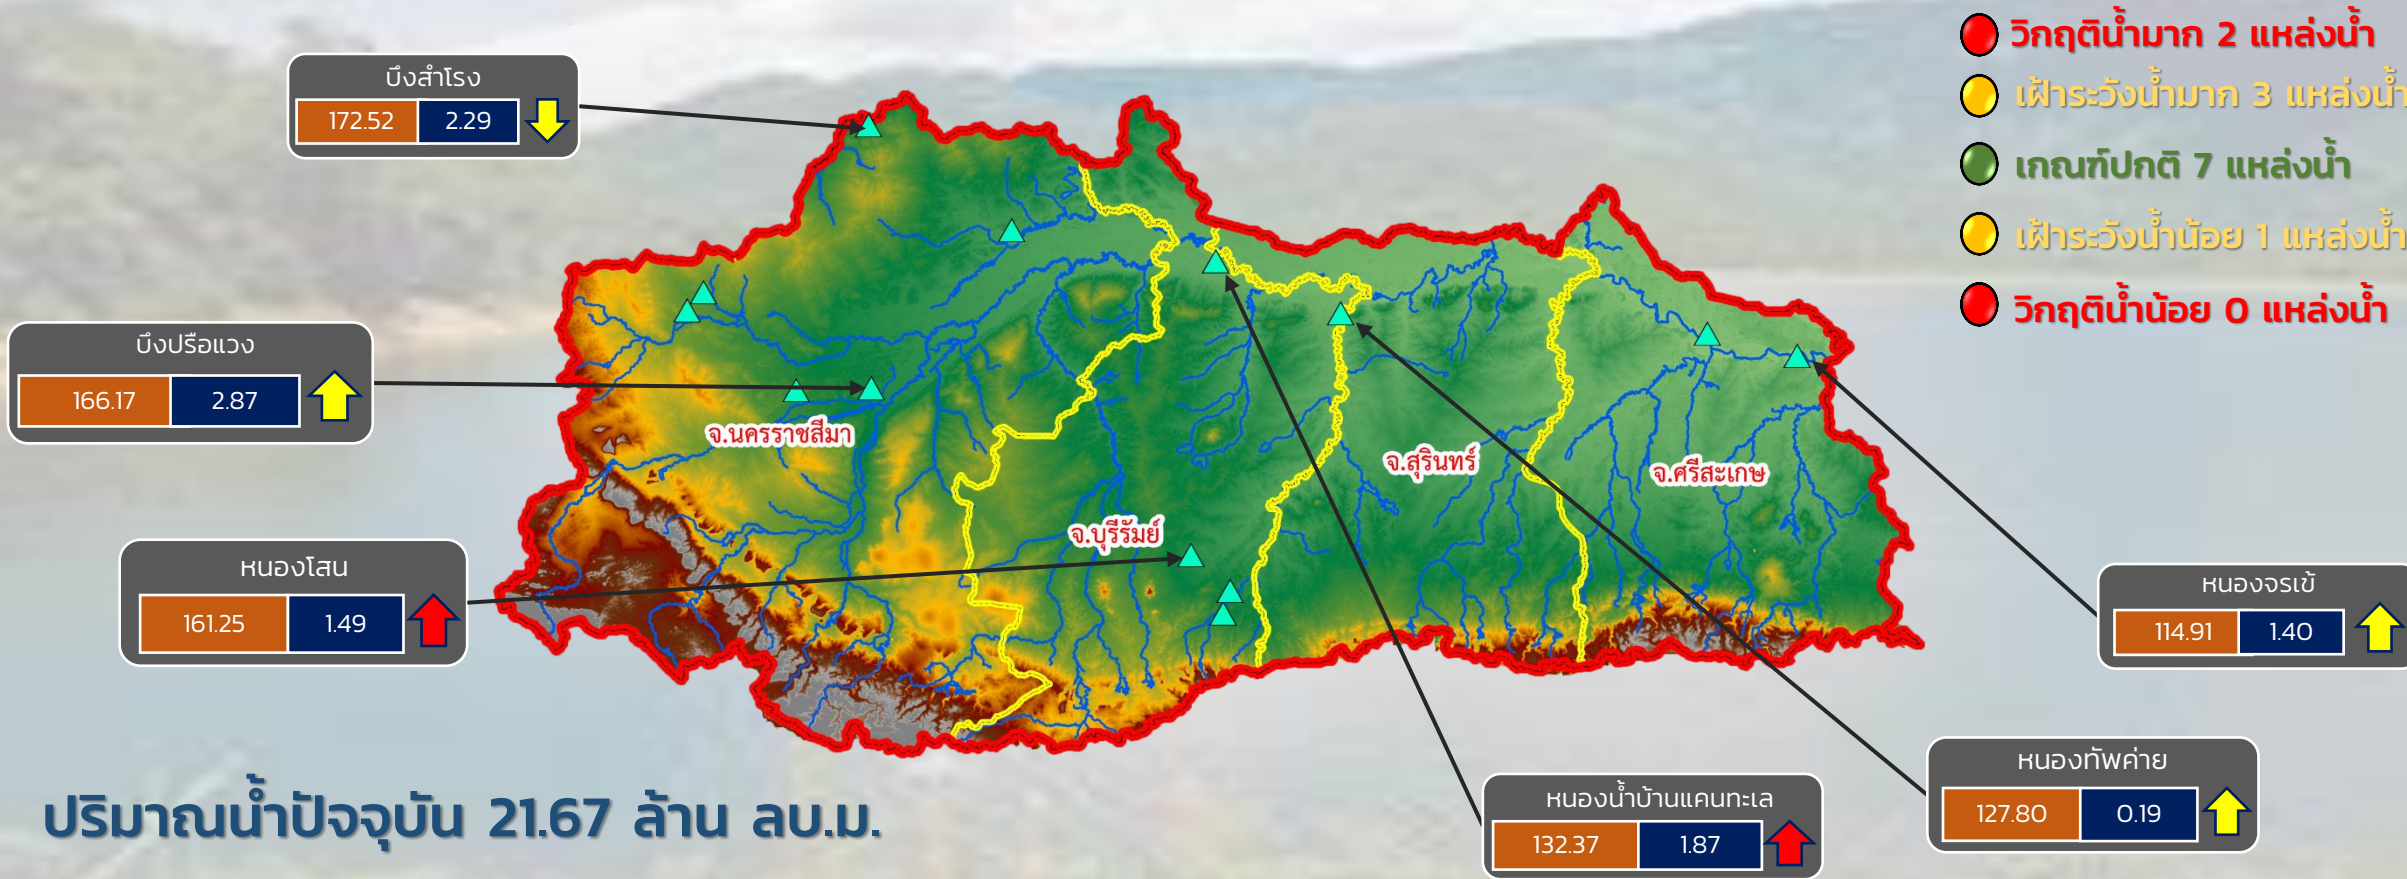 วิกฤติน้ำมาก 2 แหล่งน้ำ
เฝ้าระวังน้ำมาก 3 แหล่งน้ำ
เกณฑ์ปกติ 7 แหล่งน้ำ
เฝ้าระวังน้ำน้อย 1 แหล่งน้ำ
วิกฤติน้ำน้อย 0 แหล่งน้ำ
บึงสำโรง
172.52 2.29
บึงปรือแวง
166.17 2.87
หนองโสน
161.25 1.49
จ.นครราชสีมา
จ.บุรีรัมย์
จ.สุรินทร์
จ.ศรีสะเกษ
หนองจรเข้
114.91 1.40
หนองทัพค่าย
127.80 0.19
หนองน้ำบ้านแคนทะเล
132.37 1.87
ปริมาณน้ำปัจจุบัน 21.67 ล้าน ลบ.ม.